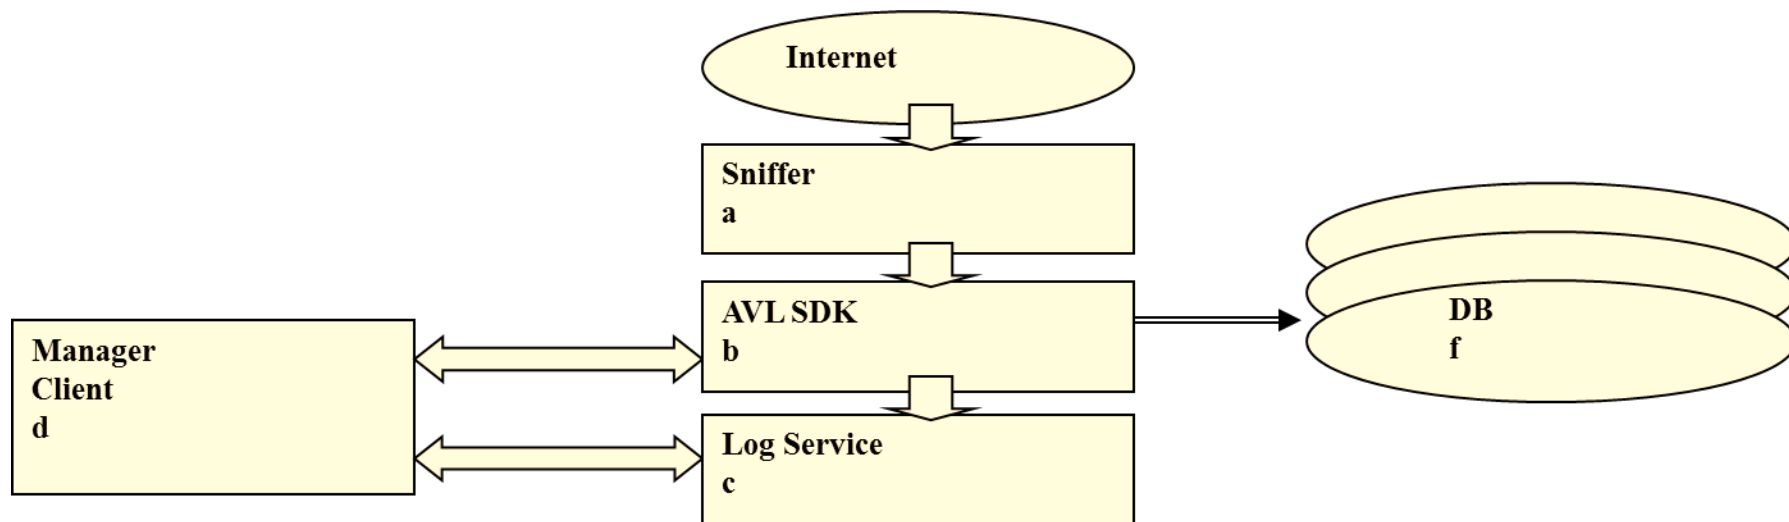 Internet
Sniffer
a
AVL SDK
b
DB
f
Manager
Client
d
Log Service
c